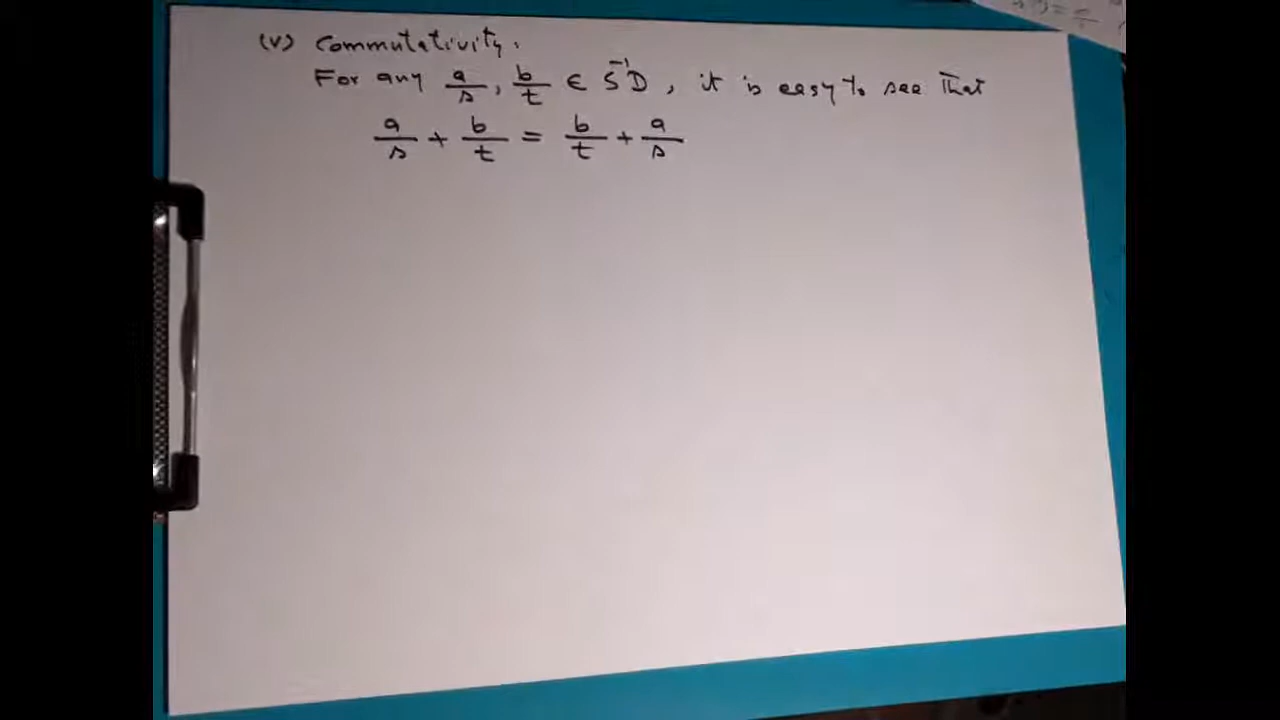 (v) Commutativity.
For any a/s, b/t ∈ S⁻¹D, it is easy to see that
a/s + b/t = b/t + a/s